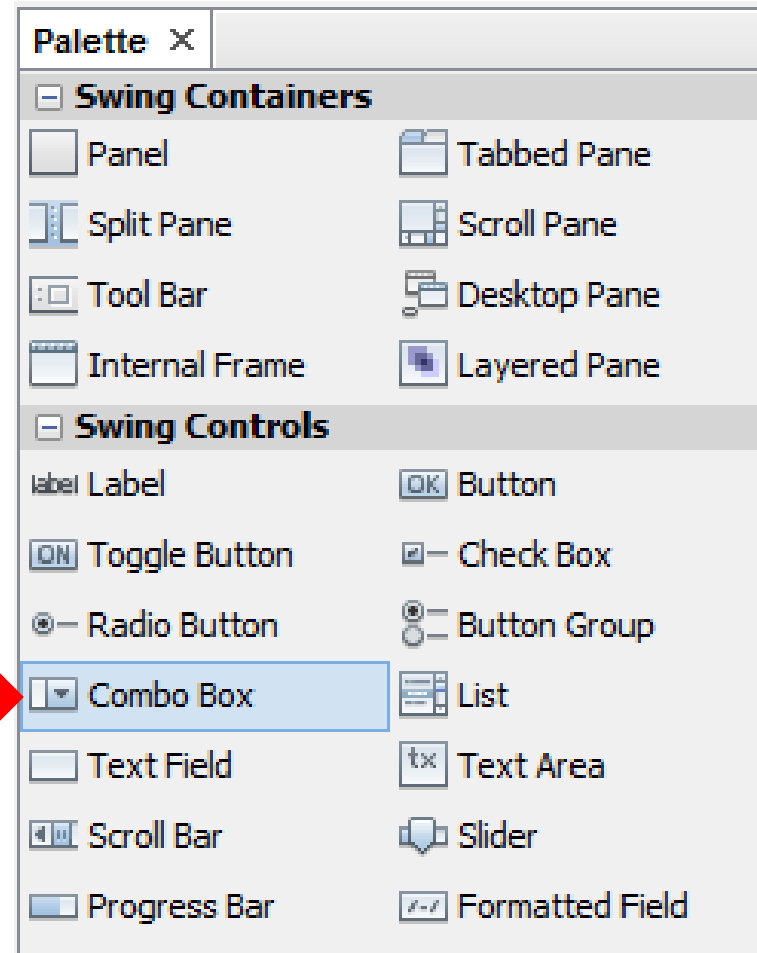 Palette ×
Swing Containers
Panel Tabbed Pane
Split Pane Scroll Pane
Tool Bar Desktop Pane
Internal Frame Layered Pane
Swing Controls
label Label OK Button
ON Toggle Button Check Box
Radio Button Button Group
Combo Box List
Text Field tx Text Area
Scroll Bar Slider
Progress Bar Formatted Field